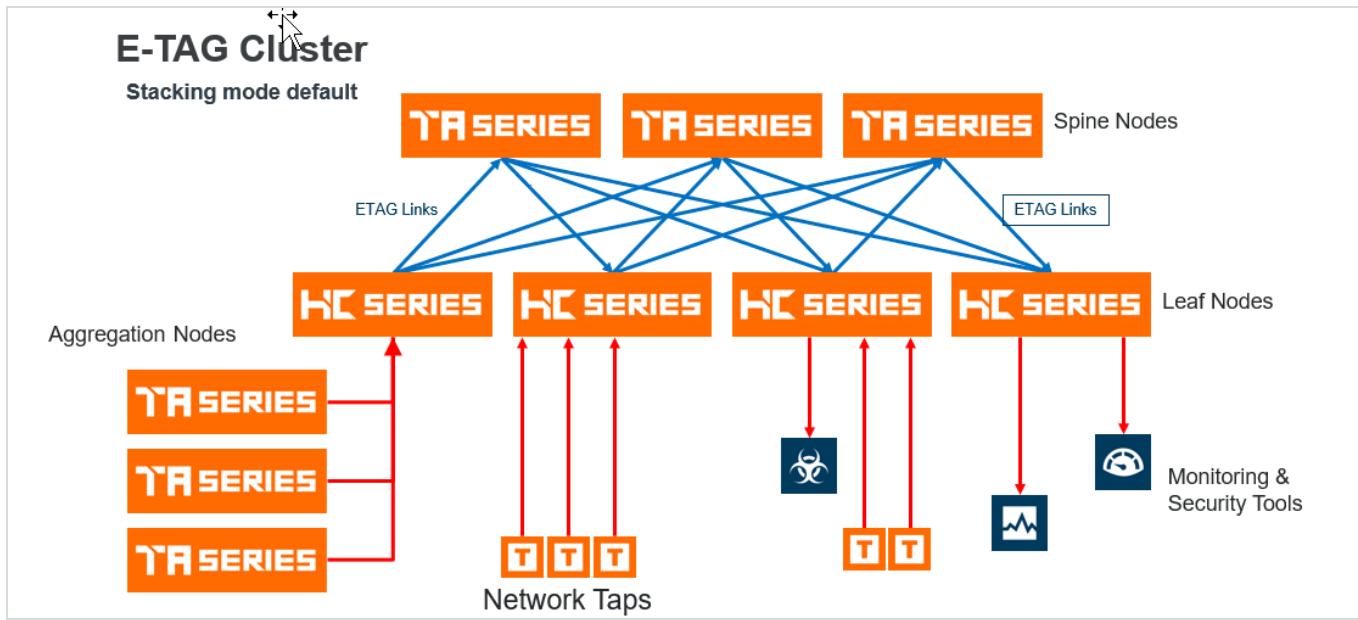 E-TAG Cluster
Stacking mode default
TA SERIES
TA SERIES
TA SERIES
Spine Nodes
ETAG Links
ETAG Links
HC SERIES
HC SERIES
HC SERIES
HC SERIES
Leaf Nodes
Aggregation Nodes
TA SERIES
TA SERIES
TA SERIES
Monitoring &
Security Tools
T
T
T
T
T
Network Taps